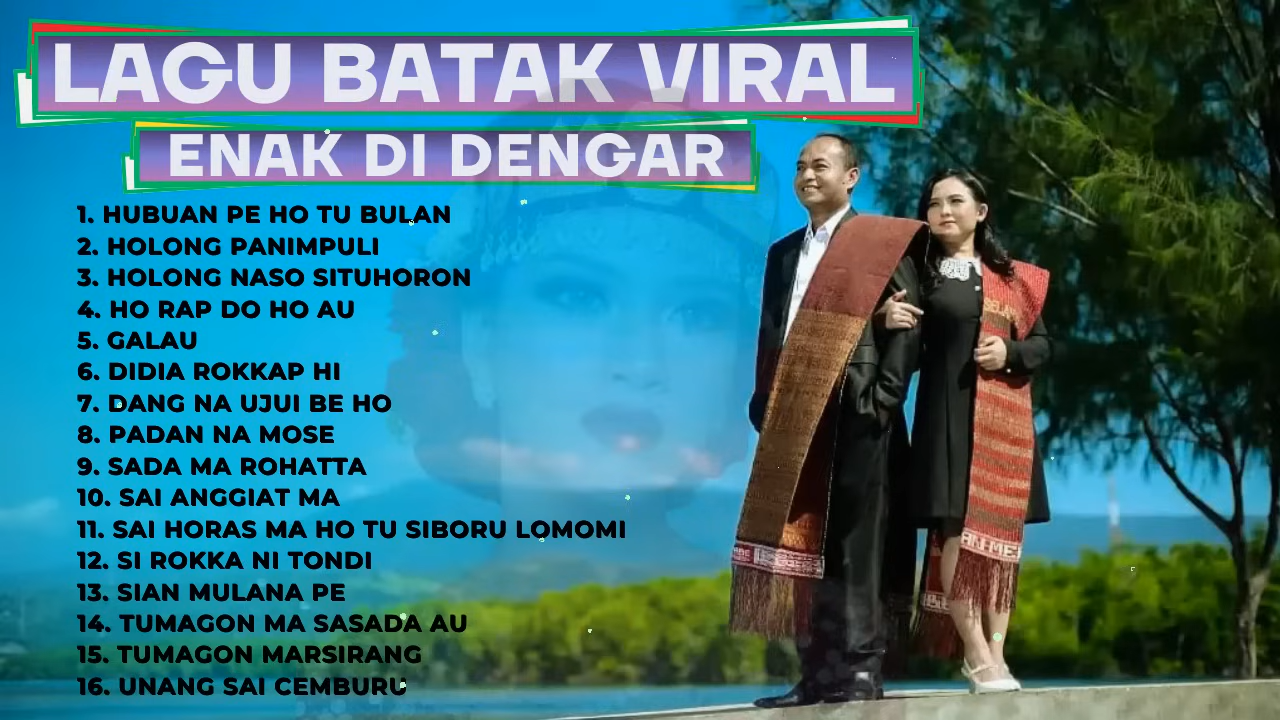 LAGU BATAK VIRAL
ENAK DI DENGAR
1. HUBUAN PE HO TU BULAN
2. HOLONG PANIMPULI
3. HOLONG NASO SITUHORON
4. HO RAP DO HO AU
5. GALAU
6. DIDIA ROKKAP HI
7. DANG NA UJUI BE HO
8. PADAN NA MOSE
9. SADA MA ROHATTA
10. SAI ANGGIAT MA
11. SAI HORAS MA HO TU SIBORU LOMOMI
12. SI ROKKA NI TONDI
13. SIAN MULANA PE
14. TUMAGON MA SASADA AU
15. TUMAGON MARSIRANG
16. UNANG SAI CEMBURU